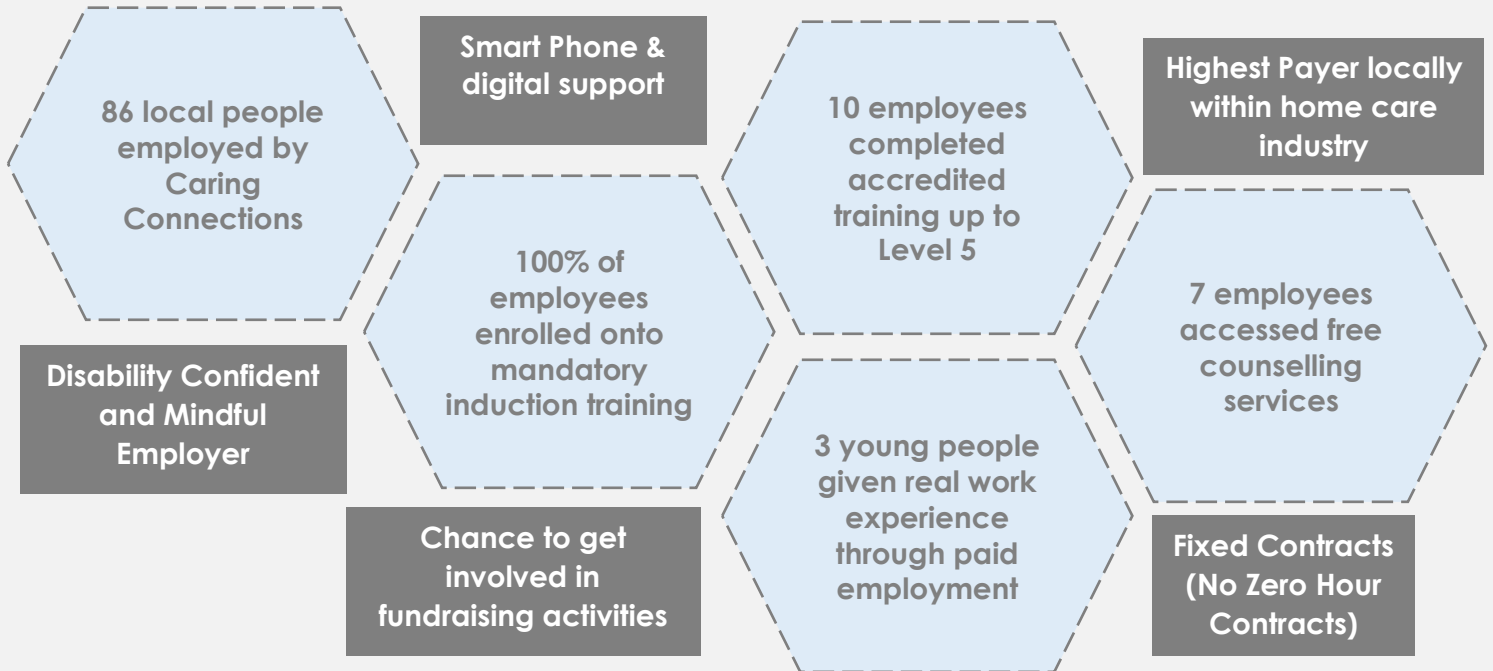 86 local people
employed by
Caring
Connections
Smart Phone &
digital support
10 employees
completed
accredited
training up to
Level 5
Highest Payer locally
within home care
industry
100% of
employees
enrolled onto
mandatory
induction training
7 employees
accessed free
counselling
services
Disability Confident
and Mindful
Employer
3 young people
given real work
experience
through paid
employment
Chance to get
involved in
fundraising activities
Fixed Contracts
(No Zero Hour
Contracts)